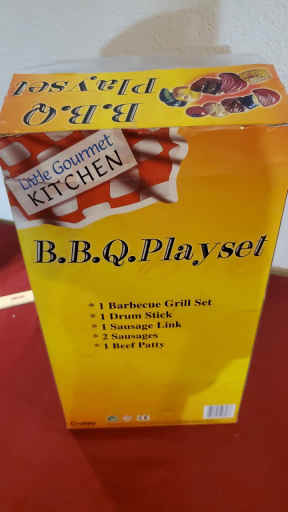 B.B.Q
Playset
Little Gourmet
KITCHEN
B.B.Q. Playset
* 1 Barbecue Grill Set
* 1 Drum Stick
* 1 Sausage Link
* 2 Sausages
* 1 Beef Patty
CE